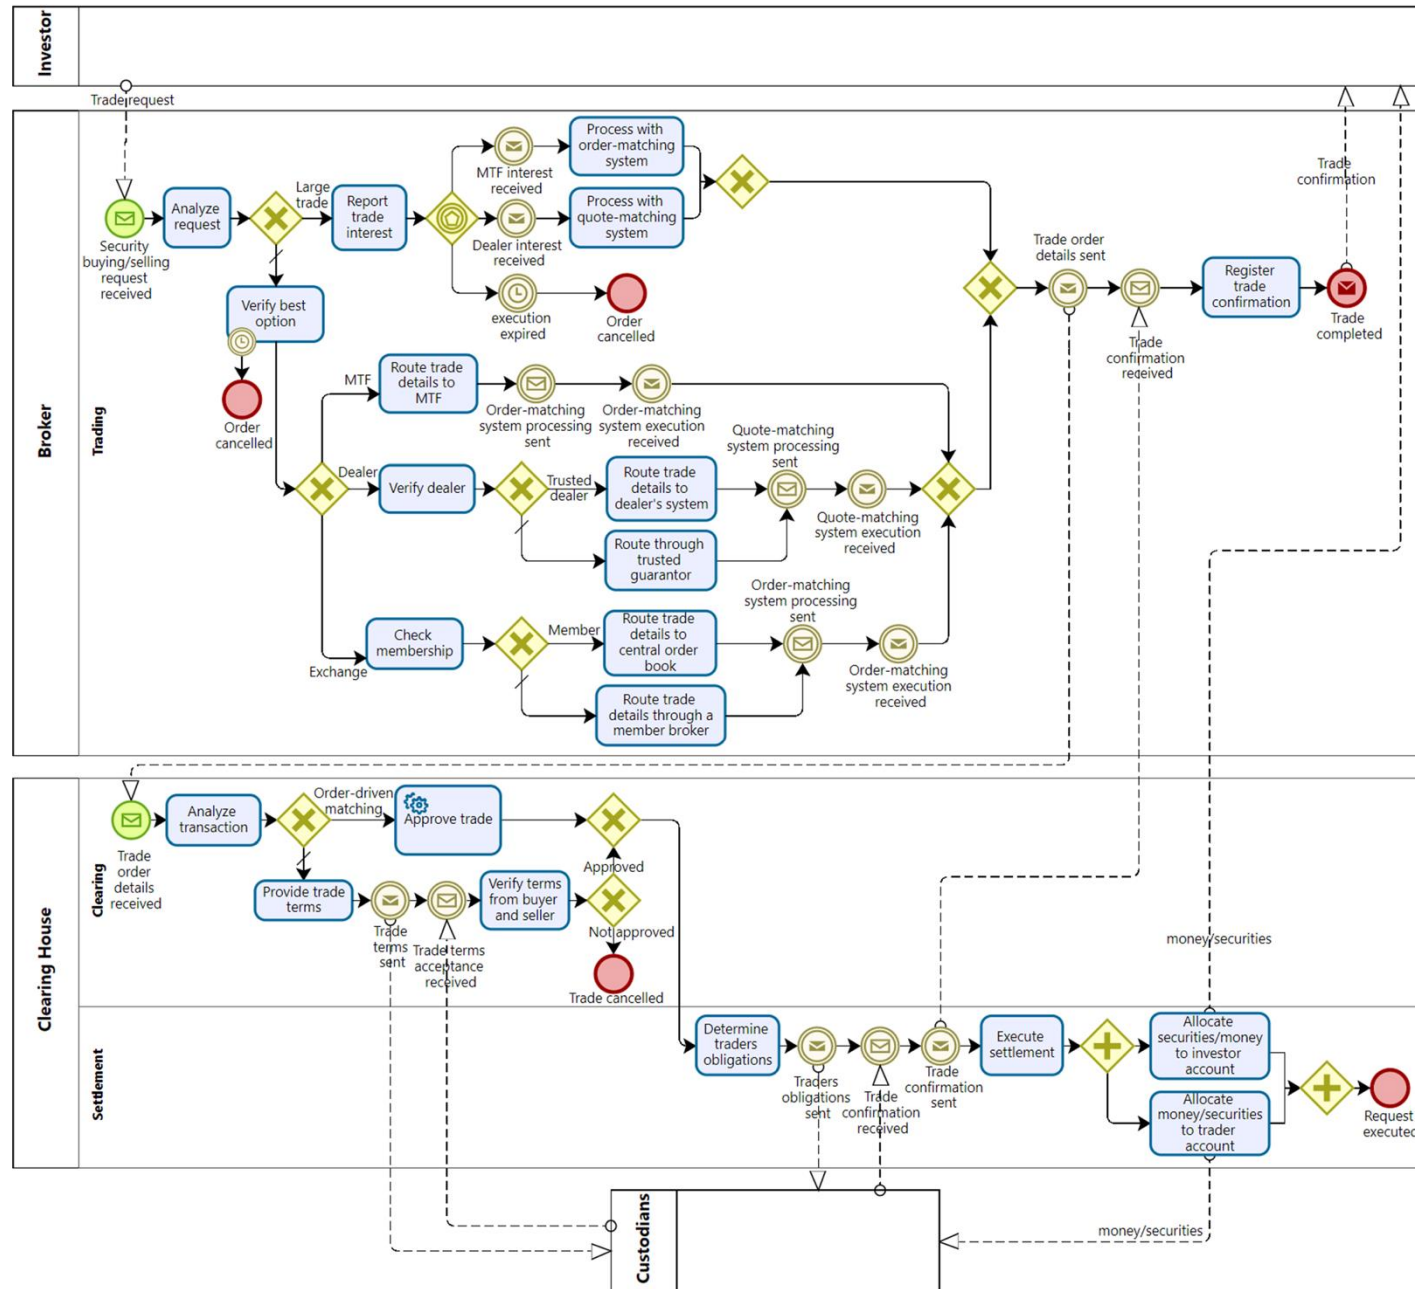 Investor
Trade request
Broker
Trading
Security
buying/selling
request
received
Analyze
request
Large
trade
Report
trade
interest
MTF interest
received
Process with
order-matching
system
Dealer interest
received
Process with
quote-matching
system
execution
expired
Order
cancelled
Verify best
option
Order
cancelled
MTF
Route trade
details to
MTF
Order-matching
system processing
sent
Order-matching
system execution
received
Dealer
Verify dealer
Trusted
dealer
Route trade
details to
dealer's system
Route through
trusted
guarantor
Quote-matching
system processing
sent
Quote-matching
system execution
received
Exchange
Check
membership
Member
Route trade
details to
central order
book
Route trade
details through a
member broker
Order-matching
system processing
sent
Order-matching
system execution
received
Trade order
details sent
Trade
confirmation
received
Register
trade
confirmation
Trade
completed
Trade
confirmation
Clearing House
Clearing
Trade
order
details
received
Analyze
transaction
Order-driven
matching
Approve trade
Provide trade
terms
Trade
terms
sent
Trade terms
acceptance
received
Verify terms
from buyer
and seller
Approved
Not approved
Trade cancelled
money/securities
Settlement
Determine
traders
obligations
Traders
obligations
sent
Trade
confirmation
received
Trade
confirmation
sent
Execute
settlement
Allocate
securities/money
to investor
account
Allocate
money/securities
to trader
account
Request
executed
money/securities
Custodians